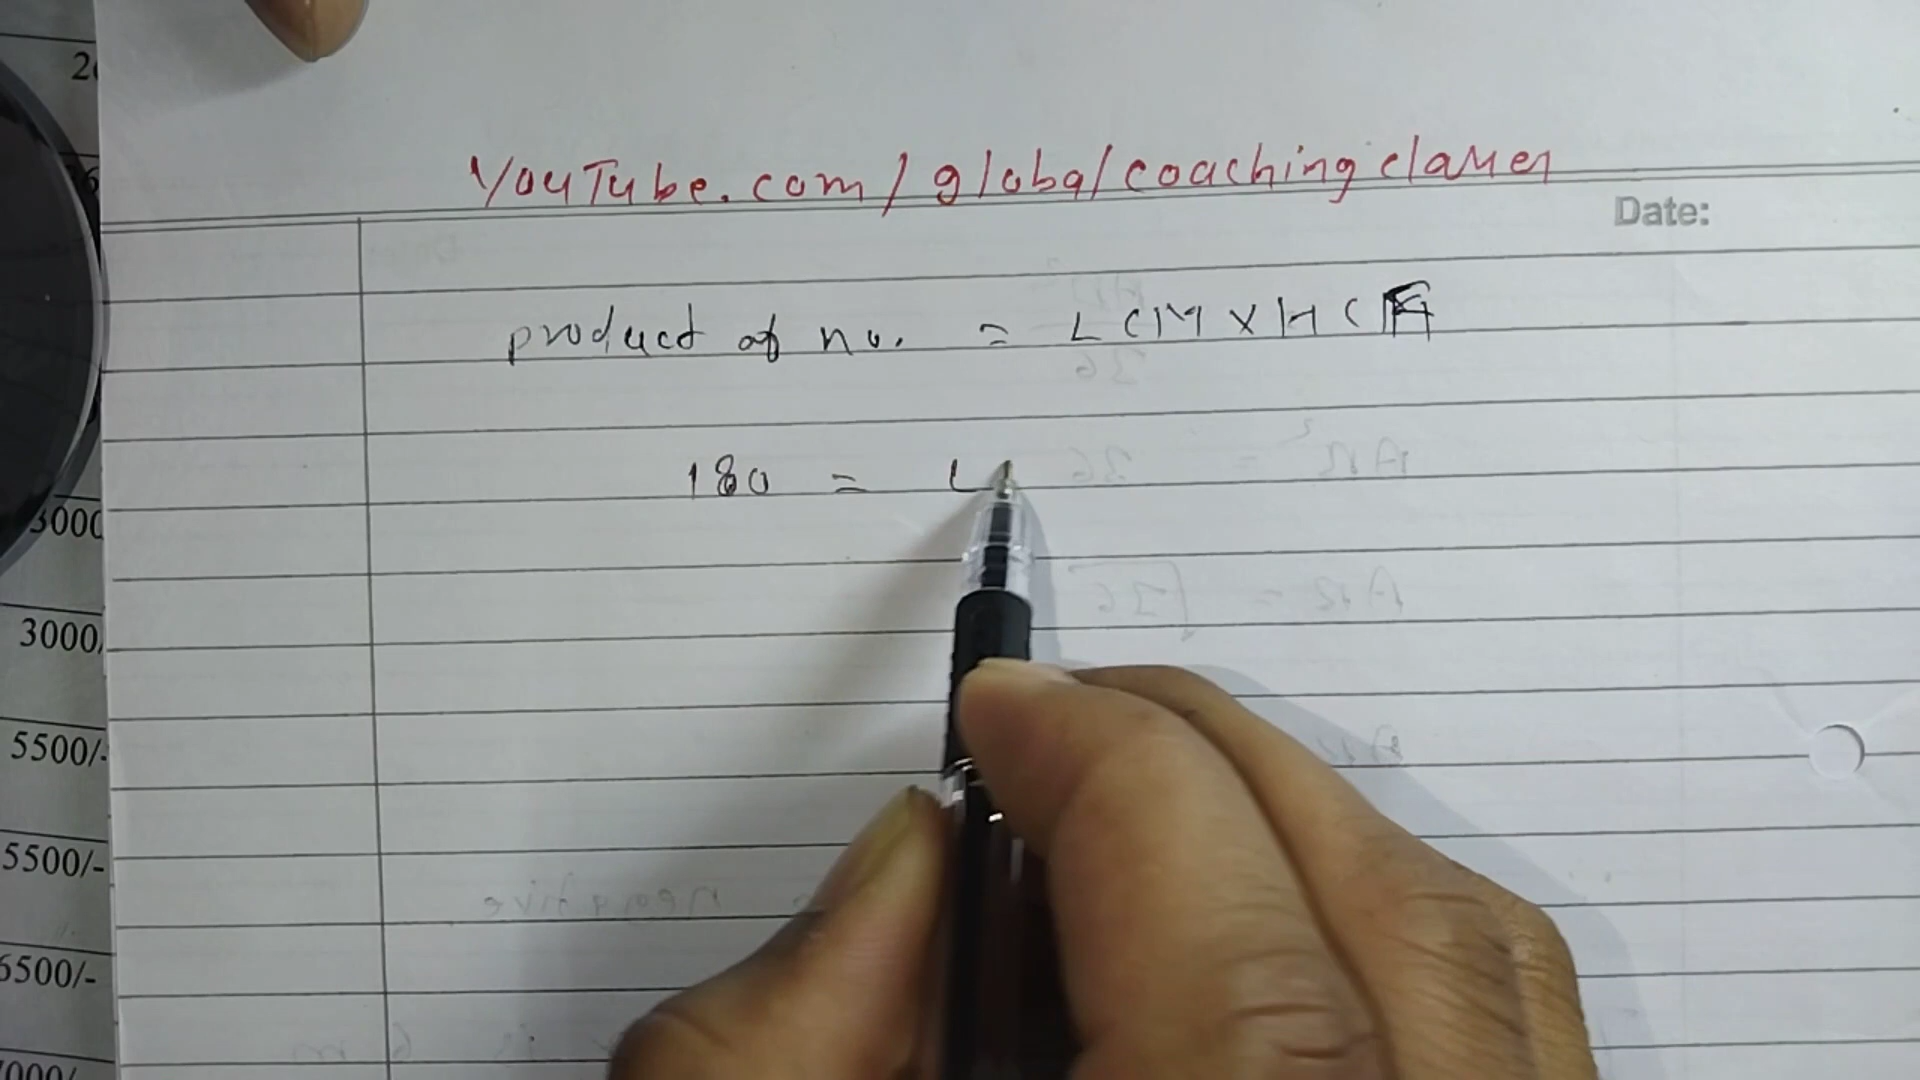 YouTube.com/globalcoachingclasses
Date:
product of no. = LCM X HCF
180 = L
3000
3000/
5500/-
5500/-
6500/-